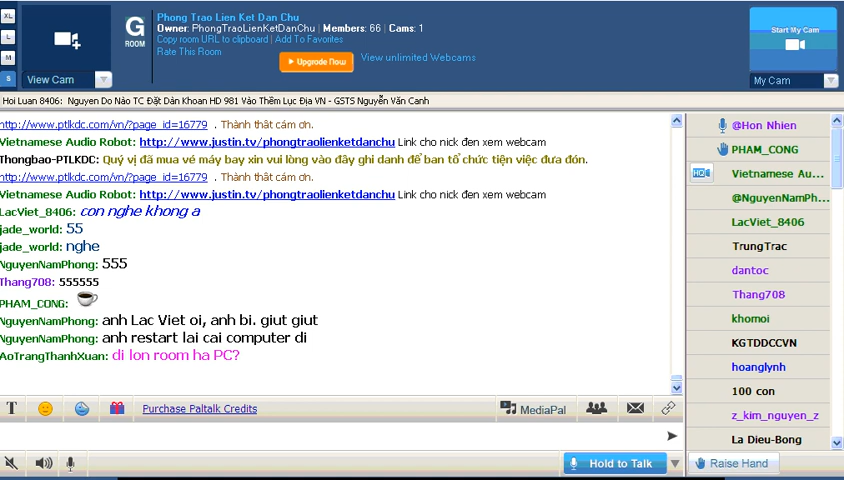 XL
L
M
S
View Cam
G
ROOM
Phong Trao Lien Ket Dan Chu
Owner: PhongTraoLienKetDanChu | Members: 66 | Cams: 1
Copy room URL to clipboard | Add To Favorites
Rate This Room
Upgrade Now
View unlimited Webcams
Start My Cam
My Cam
Hoi Luan 8406: Nguyen Do Nào TC Đặt Dàn Khoan HD 981 Vào Thềm Lục Địa VN - GSTS Nguyễn Văn Canh
http://www.ptlkdc.com/vn/?page_id=16779 . Thành thât cám ơn.
Vietnamese Audio Robot: http://www.justin.tv/phongtraolienketdanchu Link cho nick đen xem webcam
Thongbao-PTLKDC: Quý vị đã mua vé máy bay xin vui lòng vào đây ghi danh để ban tổ chức tiện việc đưa đón.
http://www.ptlkdc.com/vn/?page_id=16779 . Thành thât cám ơn.
Vietnamese Audio Robot: http://www.justin.tv/phongtraolienketdanchu Link cho nick đen xem webcam
LacViet_8406: con nghe khong a
jade_world: 55
jade_world: nghe
NguyenNamPhong: 555
Thang708: 555555
PHAM_CONG:
NguyenNamPhong: anh Lac Viet oi, anh bi. giut giut
NguyenNamPhong: anh restart lai cai computer di
AoTrangThanhXuan: di lon room ha PC?
T
Purchase Paltalk Credits
MediaPal
Hold to Talk
@Hon Nhien
PHAM_CONG
HQ
Vietnamese Au...
@NguyenNamPh...
LacViet_8406
TrungTrac
dantoc
Thang708
khomoi
KGTDDCCVN
hoanglynh
100 con
z_kim_nguyen_z
La Dieu-Bong
Raise Hand